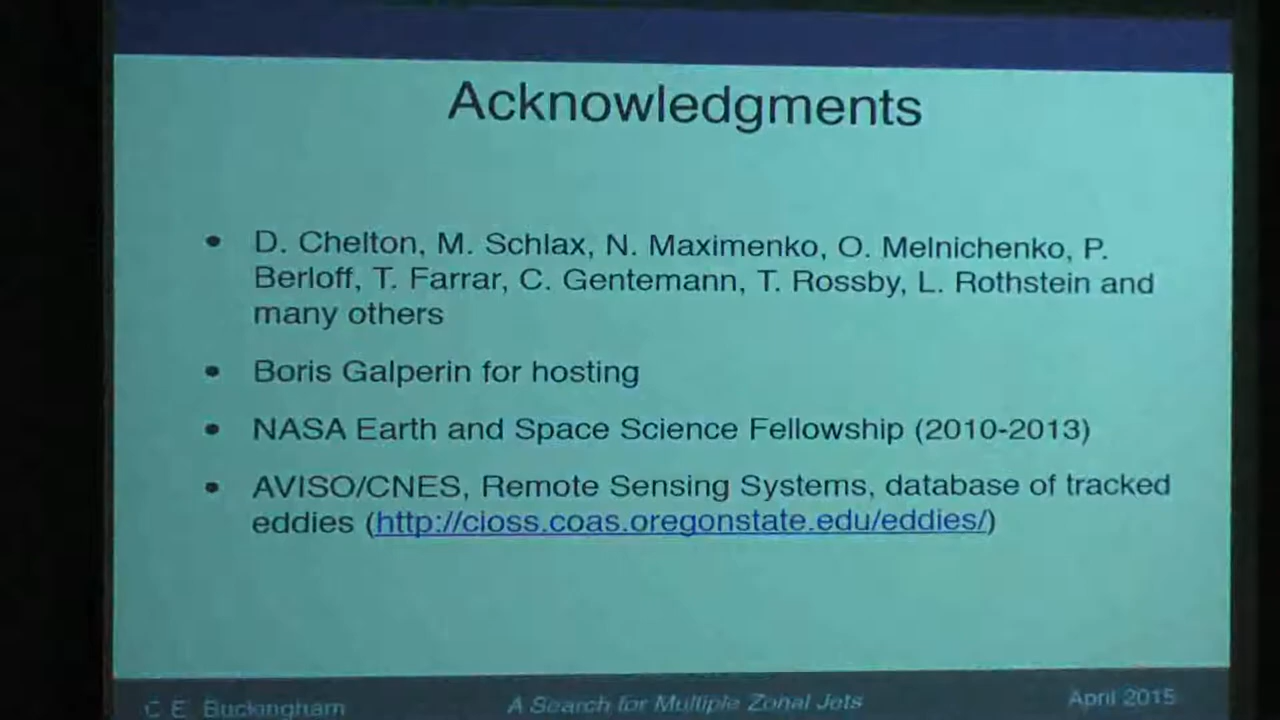 Acknowledgments
• D. Chelton, M. Schlax, N. Maximenko, O. Melnichenko, P.
Berloff, T. Farrar, C. Gentemann, T. Rossby, L. Rothstein and
many others
• Boris Galperin for hosting
• NASA Earth and Space Science Fellowship (2010-2013)
• AVISO/CNES, Remote Sensing Systems, database of tracked
eddies (http://cioss.coas.oregonstate.edu/eddies/)
C.E. Buckingham
A Search for Multiple Zonal Jets
April 2015